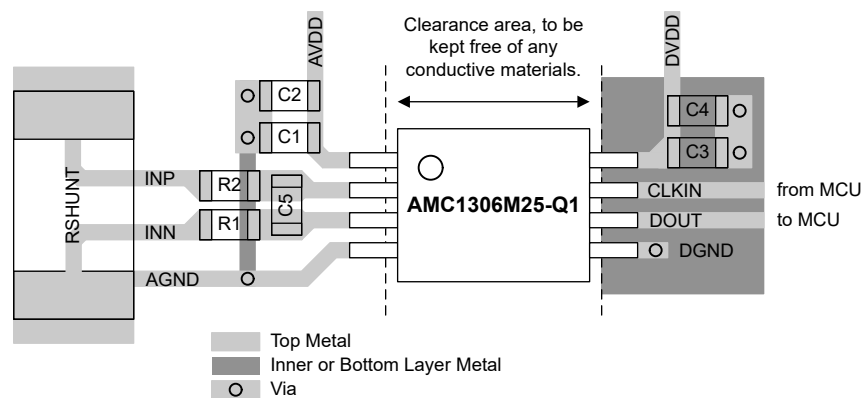 AVDD
Clearance area, to be
kept free of any
conductive materials.
DVDD
C2
C1
C4
C3
RSHUNT
INP
R2
C5
INN
R1
AGND
AMC1306M25-Q1
CLKIN
from MCU
DOUT
to MCU
DGND
Top Metal
Inner or Bottom Layer Metal
Via